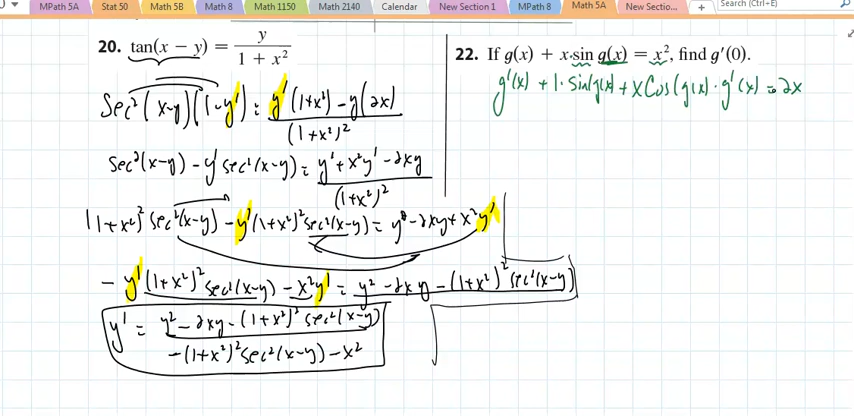 MPath 5A Stat 50 Math 5B Math 8 Math 1150 Math 2140 Calendar New Section 1 MPath 8 Math 5A New Sectio... + Search (Ctrl+E)
20. tan(x − y) = y / (1 + x²)
22. If g(x) + x·sin g(x) = x², find g′(0).
g'(x) + 1·Sin(g(x)) + x Cos(g(x)·g'(x) = 2x
Sec²(x-y)(1-y') = (y'(1+x²) - y(2x)) / (1+x²)²
Sec²(x-y) - y' sec²(x-y) = (y' + x²y' - 2xy) / (1+x²)²
(1+x²)² sec²(x-y) - y'(1+x²)² sec²(x-y) = y² - 2xy + x²y'
- y'(1+x²)² sec²(x-y) - x²y' = y² - 2xy - (1+x²)² sec²(x-y)
y' = (y² - 2xy - (1+x²)² sec²(x-y)) / (-(1+x²)² sec²(x-y) - x²)